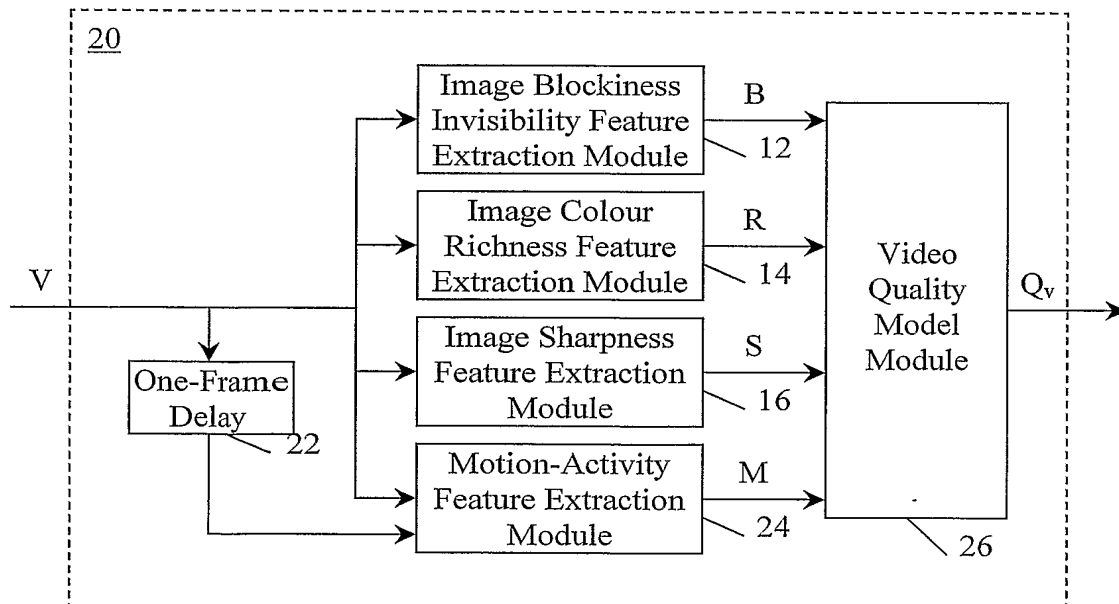 20
Image Blockiness
Invisibility Feature
Extraction Module
B
12
Image Colour
Richness Feature
Extraction Module
R
14
V
Image Sharpness
Feature Extraction
Module
S
16
One-Frame
Delay
22
Motion-Activity
Feature Extraction
Module
M
24
Video
Quality
Model
Module
26
Qv